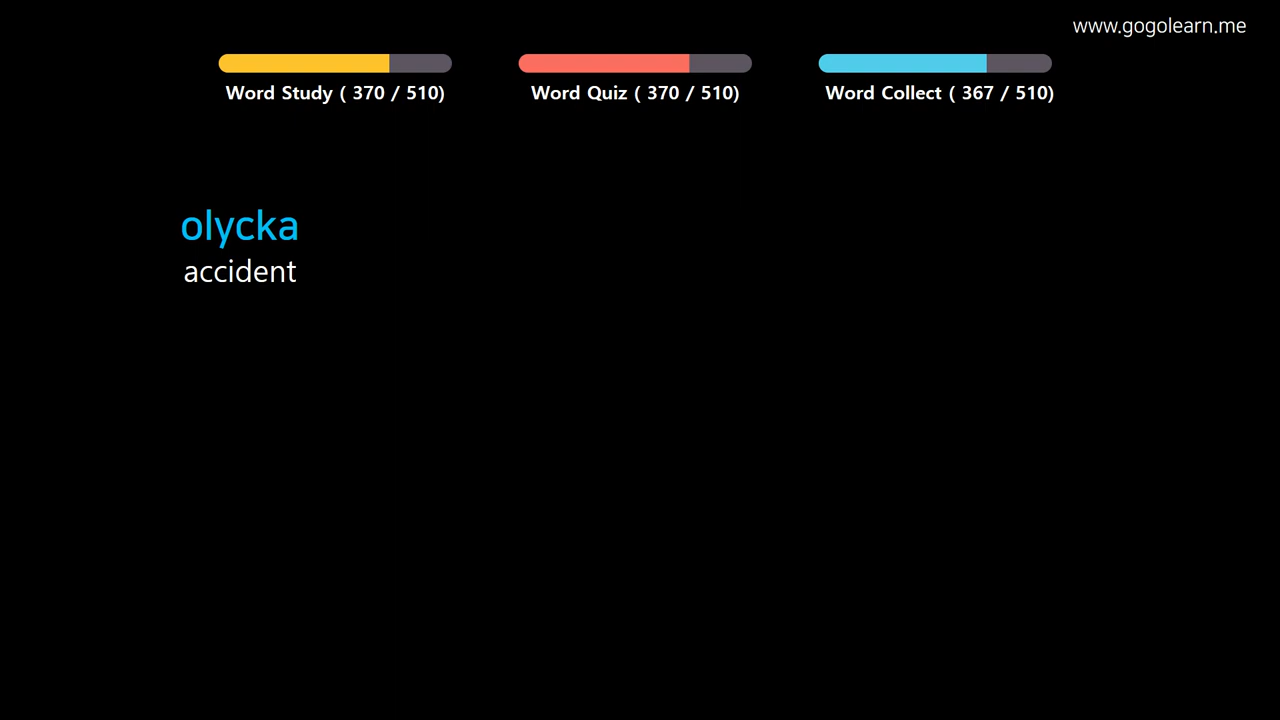 www.gogolearn.me
Word Study ( 370 / 510)
Word Quiz ( 370 / 510)
Word Collect ( 367 / 510)
olycka
accident